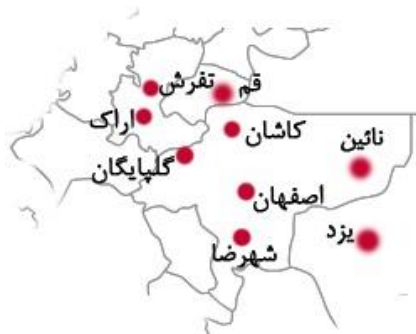 تفرش
قم
اراک
کاشان
گلپایگان
نائین
اصفهان
یزد
شهرضا